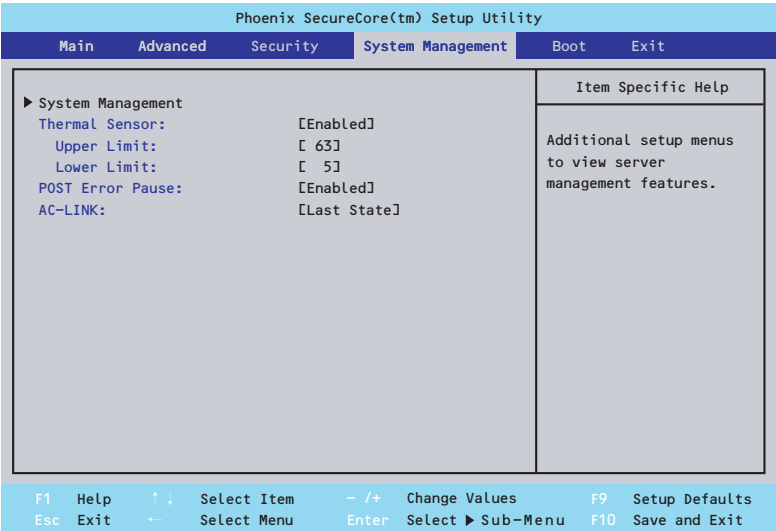 Phoenix SecureCore(tm) Setup Utility
Main Advanced Security System Management Boot Exit
▶ System Management
Thermal Sensor: [Enabled]
Upper Limit: [ 63]
Lower Limit: [ 5]
POST Error Pause: [Enabled]
AC-LINK: [Last State]
Item Specific Help
Additional setup menus
to view server
management features.
F1 Help ↑↓ Select Item -/+ Change Values F9 Setup Defaults
Esc Exit ← Select Menu Enter Select ▶ Sub-Menu F10 Save and Exit